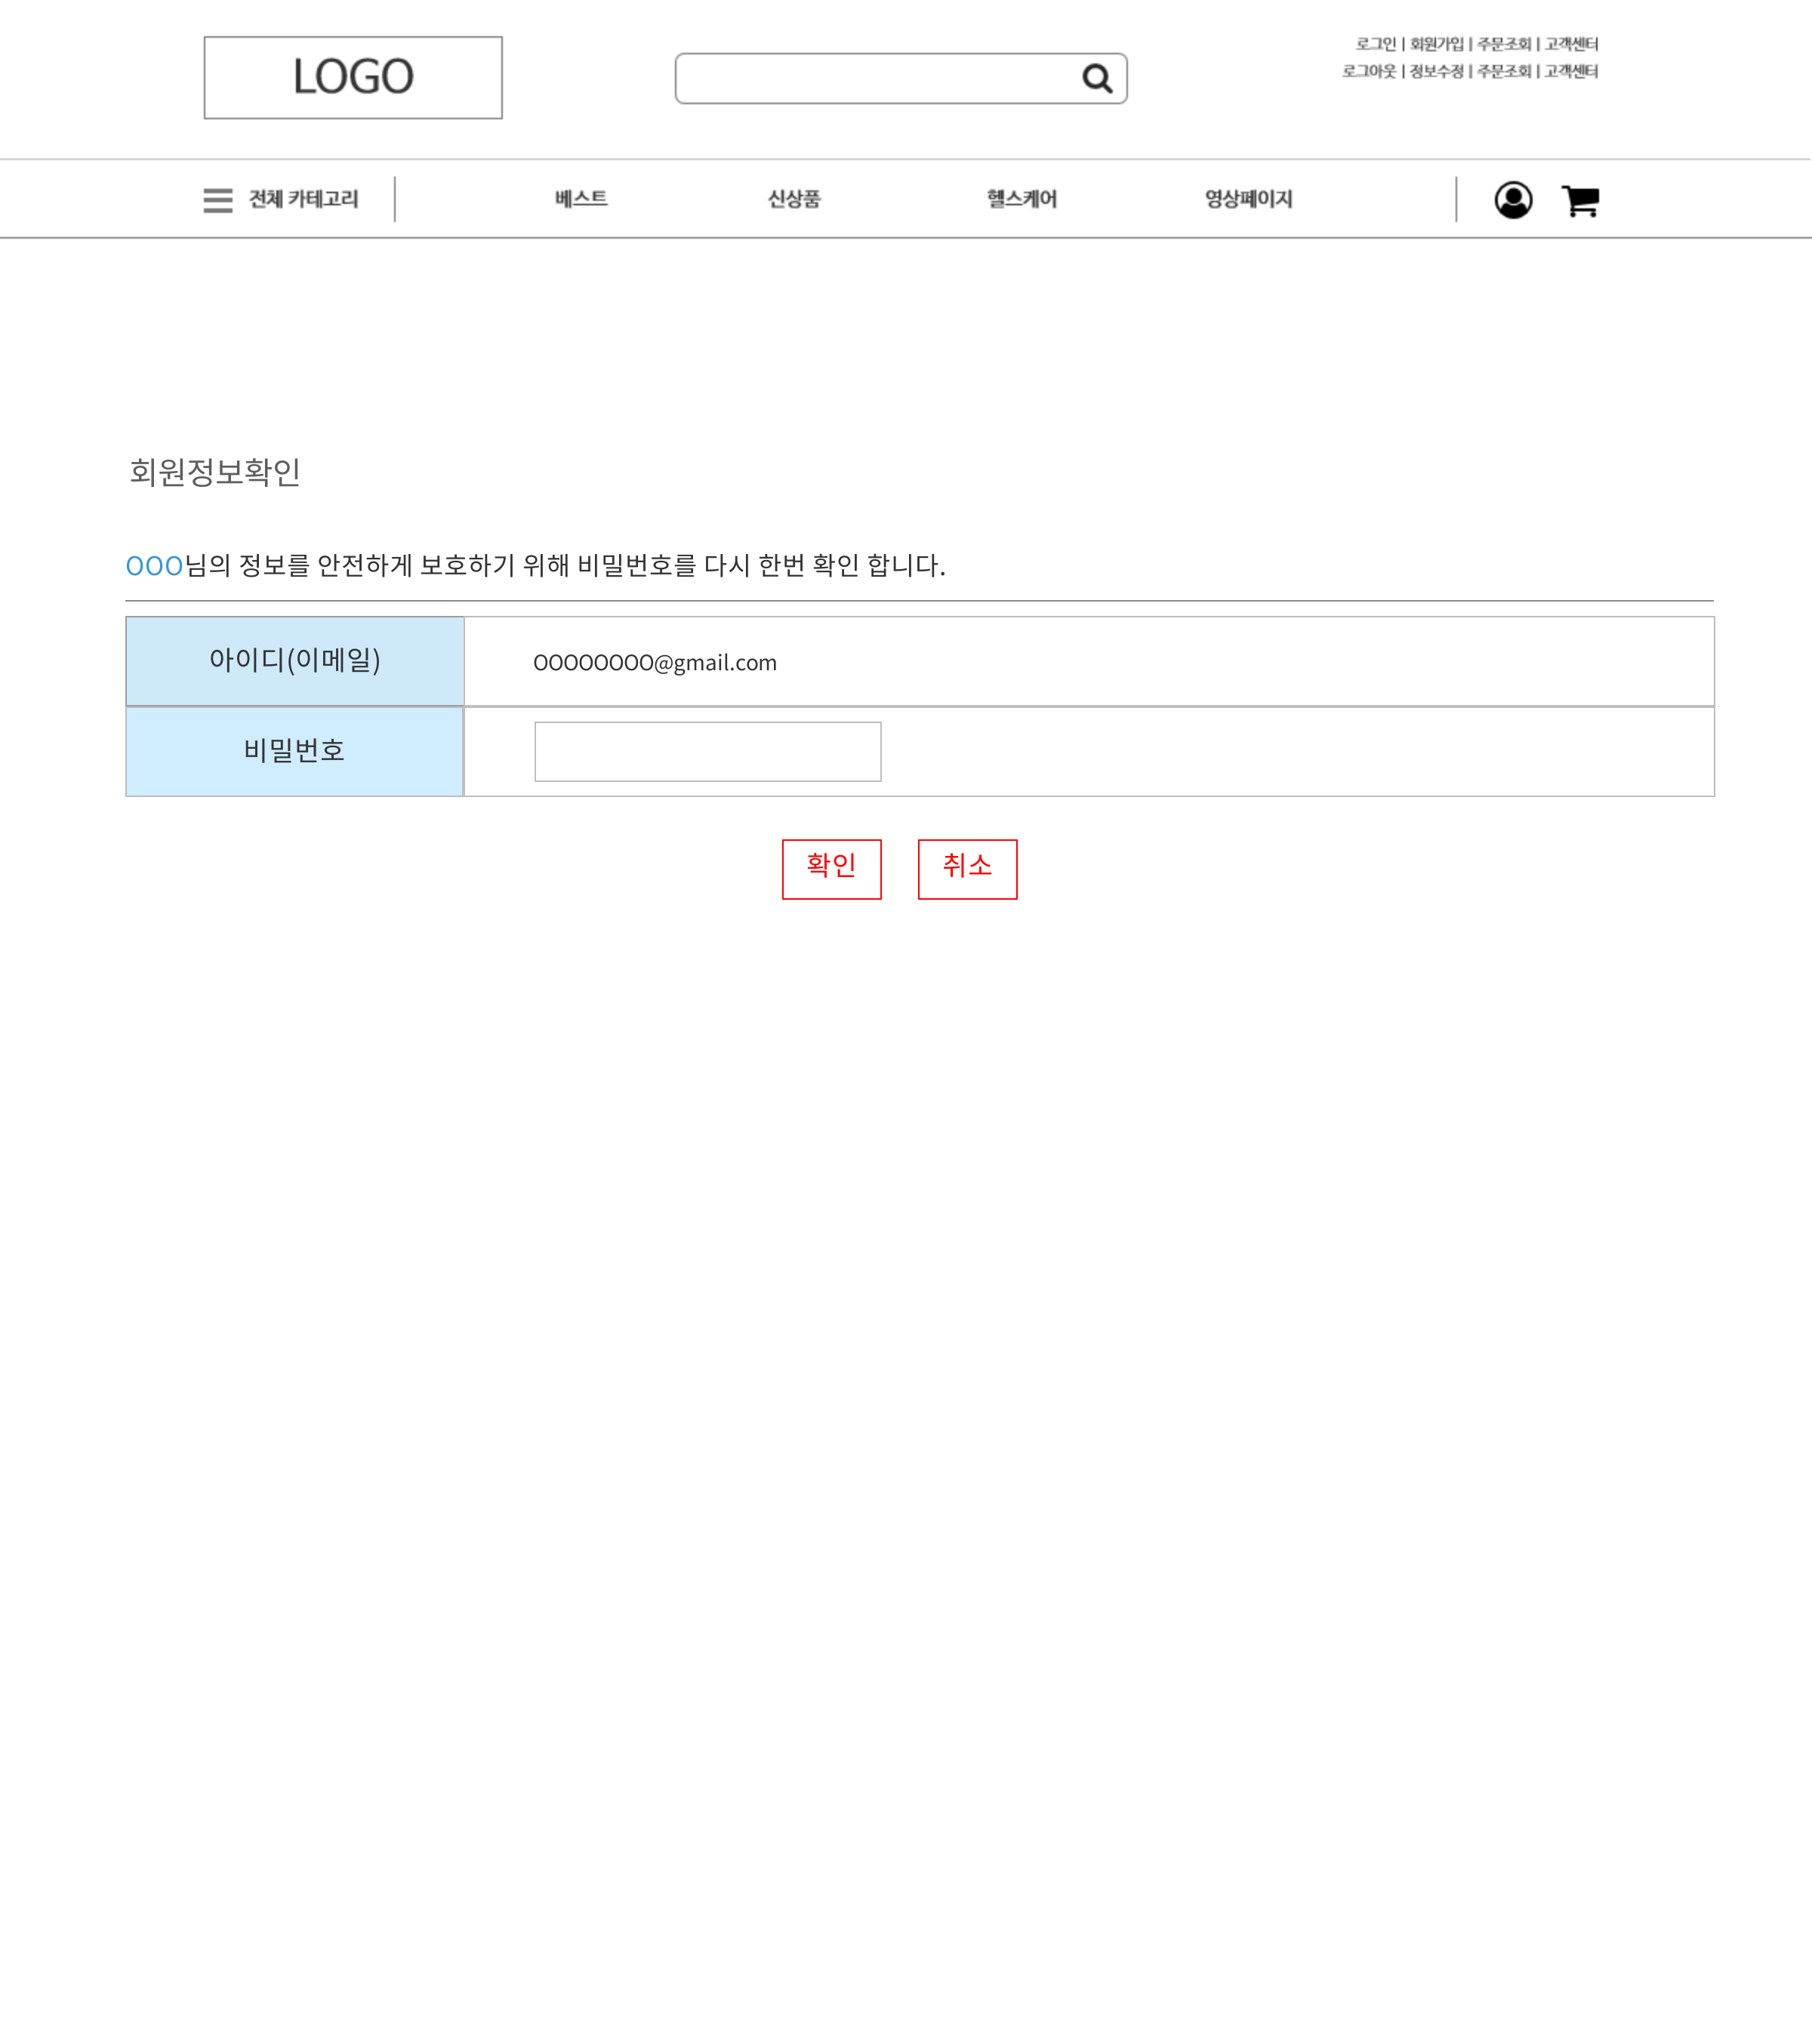 LOGO
로그인 | 회원가입 | 주문조회 | 고객센터
로그아웃 | 정보수정 | 주문조회 | 고객센터
전체 카테고리
베스트
신상품
헬스케어
영상페이지
회원정보확인
OOO님의 정보를 안전하게 보호하기 위해 비밀번호를 다시 한번 확인 합니다.
아이디(이메일)
OOOOOOOO@gmail.com
비밀번호
확인
취소